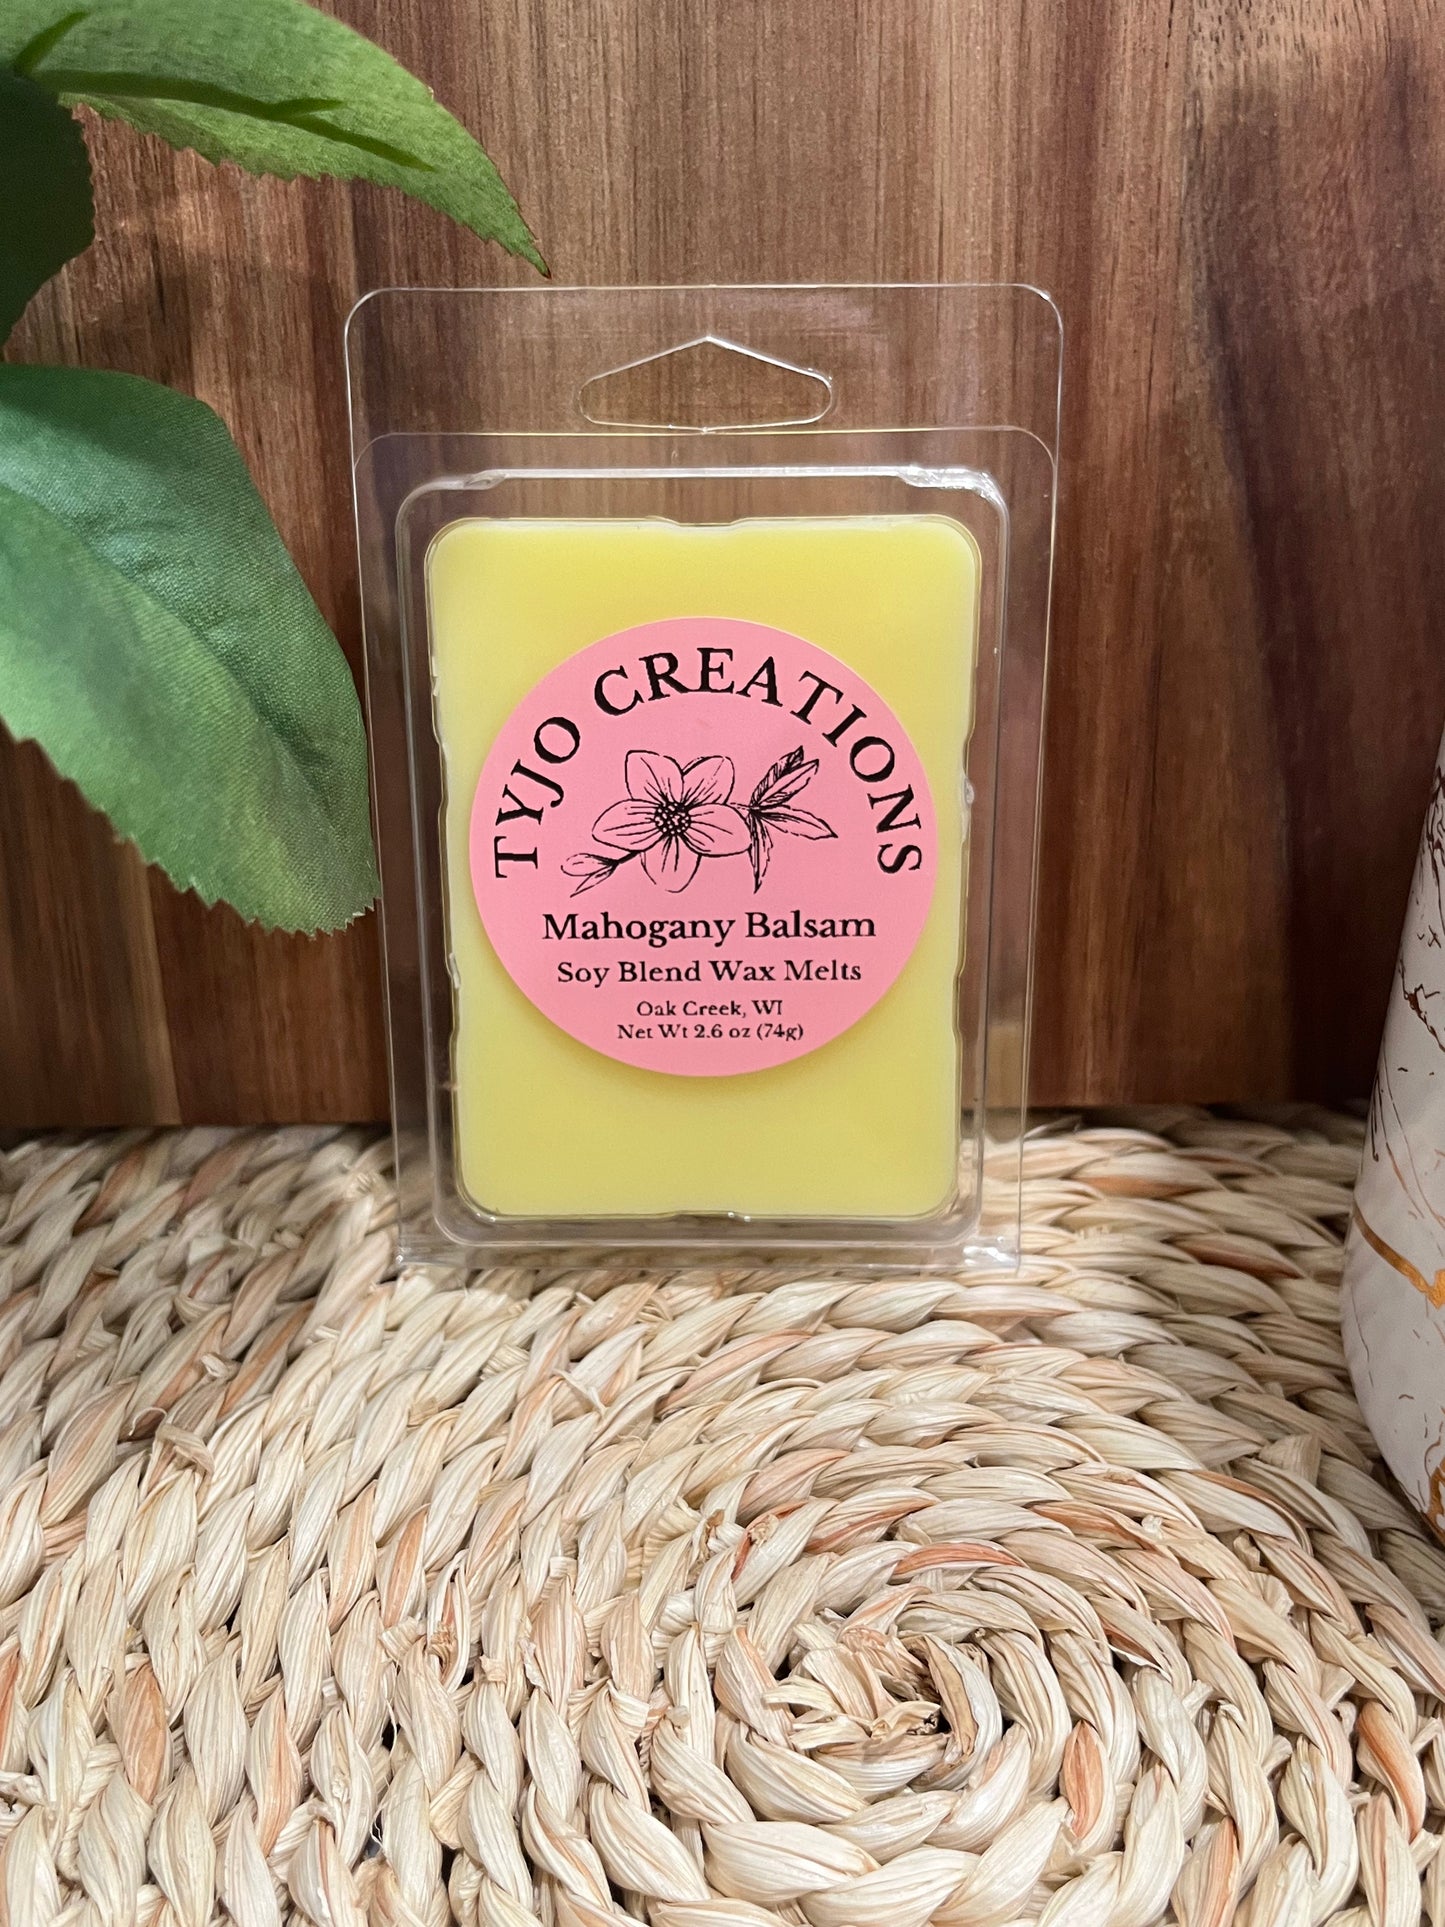 TYJO CREATIONS
Mahogany Balsam
Soy Blend Wax Melts
Oak Creek, WI
Net Wt 2.6 oz (74g)